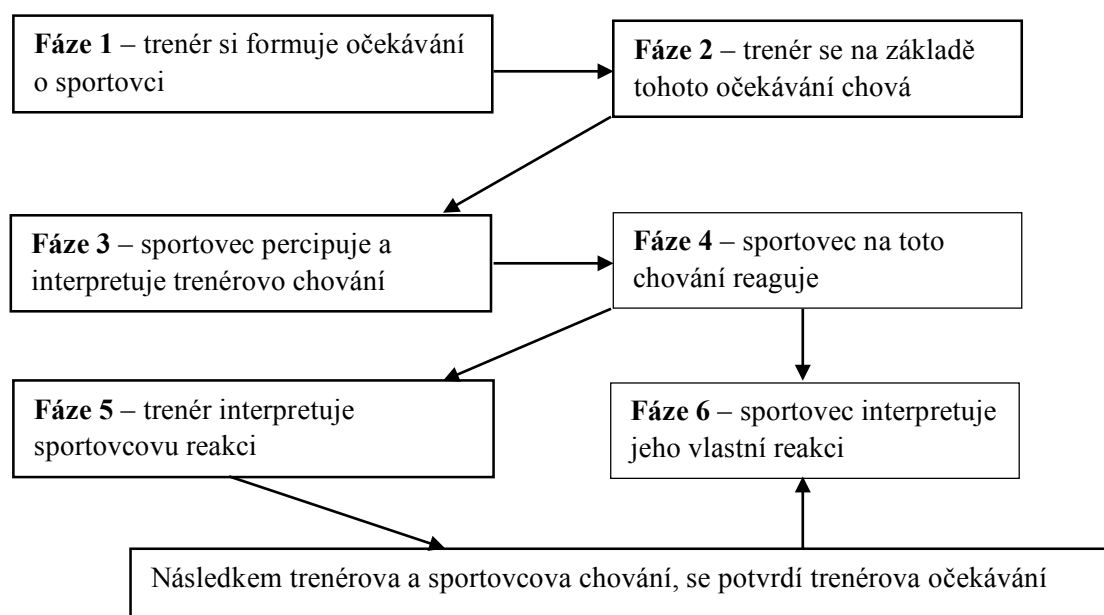 Fáze 1 – trenér si formuje očekávání
o sportovci
Fáze 2 – trenér se na základě
tohoto očekávání chová
Fáze 3 – sportovec percipuje a
interpretuje trenérovo chování
Fáze 4 – sportovec na toto
chování reaguje
Fáze 5 – trenér interpretuje
sportovcovu reakci
Fáze 6 – sportovec interpretuje
jeho vlastní reakci
Následkem trenérova a sportovcova chování, se potvrdí trenérova očekávání